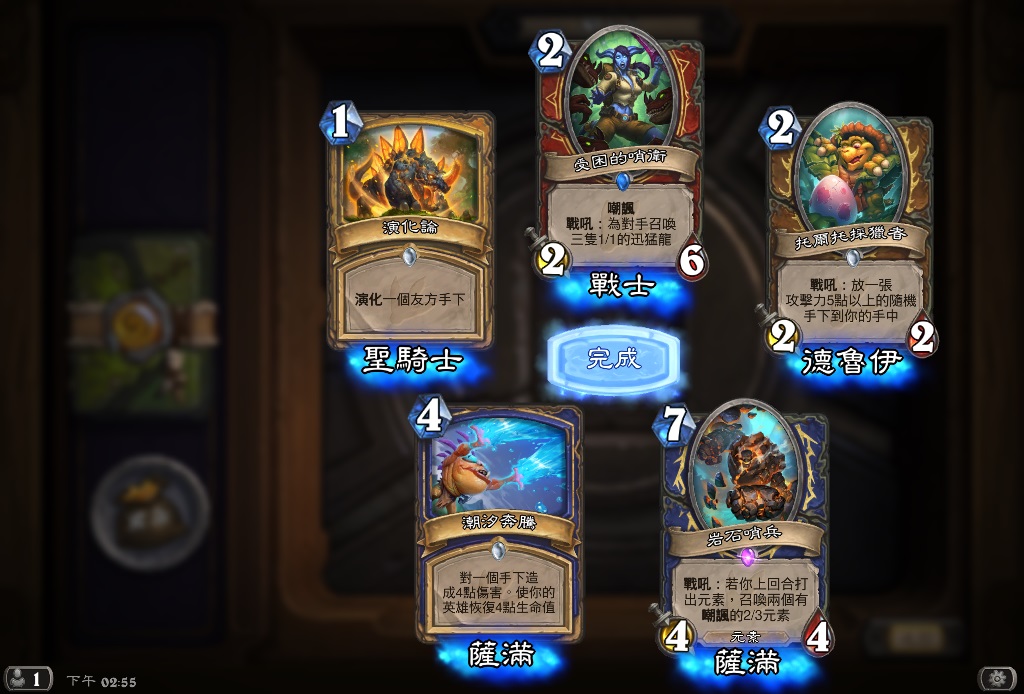 2
受困的哨衛
嘲諷
戰吼：為對手召喚
三隻1/1的迅猛龍
2
6
戰士
1
演化論
演化一個友方手下
聖騎士
2
托爾托採獵者
戰吼：放一張
攻擊力5點以上的隨機
手下到你的手中
2
2
德魯伊
完成
4
潮汐奔騰
對一個手下造
成4點傷害。使你的
英雄恢復4點生命值
薩滿
7
岩石哨兵
戰吼：若你上回合打
出元素，召喚兩個有
嘲諷的2/3元素
4
元素
4
薩滿
1
下午 02:55